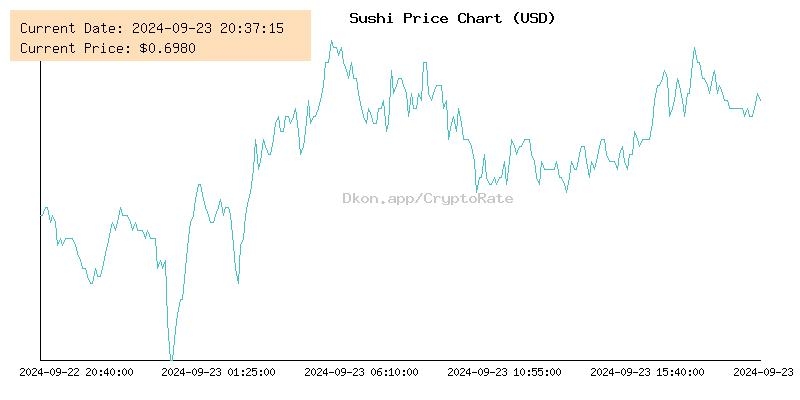 Sushi Price Chart (USD)
Current Date: 2024-09-23 20:37:15
Current Price: $0.6980
Dkon.app/CryptoRate
2024-09-22 20:40:00 2024-09-23 01:25:00 2024-09-23 06:10:00 2024-09-23 10:55:00 2024-09-23 15:40:00 2024-09-23